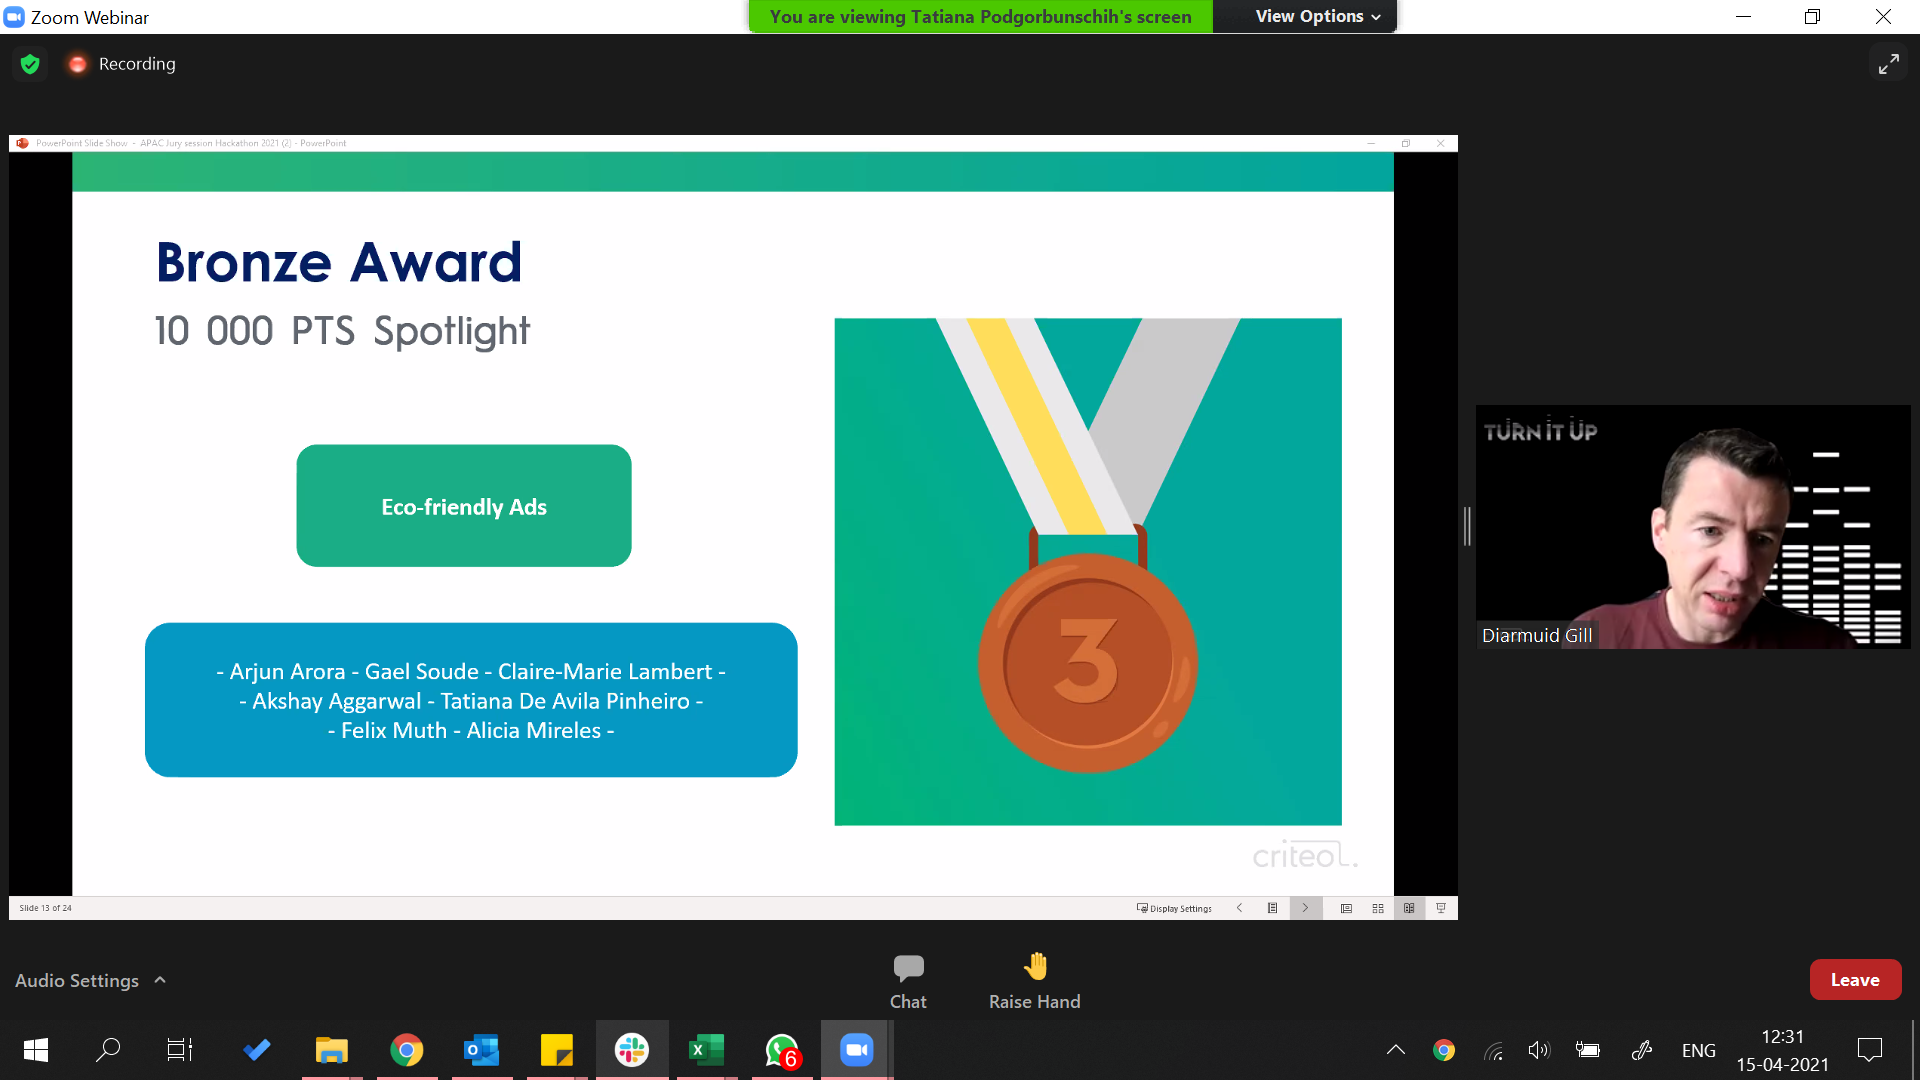 Zoom Webinar
You are viewing Tatiana Podgorbunschih's screen
View Options
Recording
PowerPoint Slide Show - APAC Jury session Hackathon 2021 (2) - PowerPoint
Bronze Award
10 000 PTS Spotlight
Eco-friendly Ads
- Arjun Arora - Gael Soude - Claire-Marie Lambert -
- Akshay Aggarwal - Tatiana De Avila Pinheiro -
- Felix Muth - Alicia Mireles -
3
criteo.
TURN IT UP
Diarmuid Gill
Slide 13 of 24
Display Settings
Audio Settings
Chat
Raise Hand
Leave
6
ENG
12:31
15-04-2021